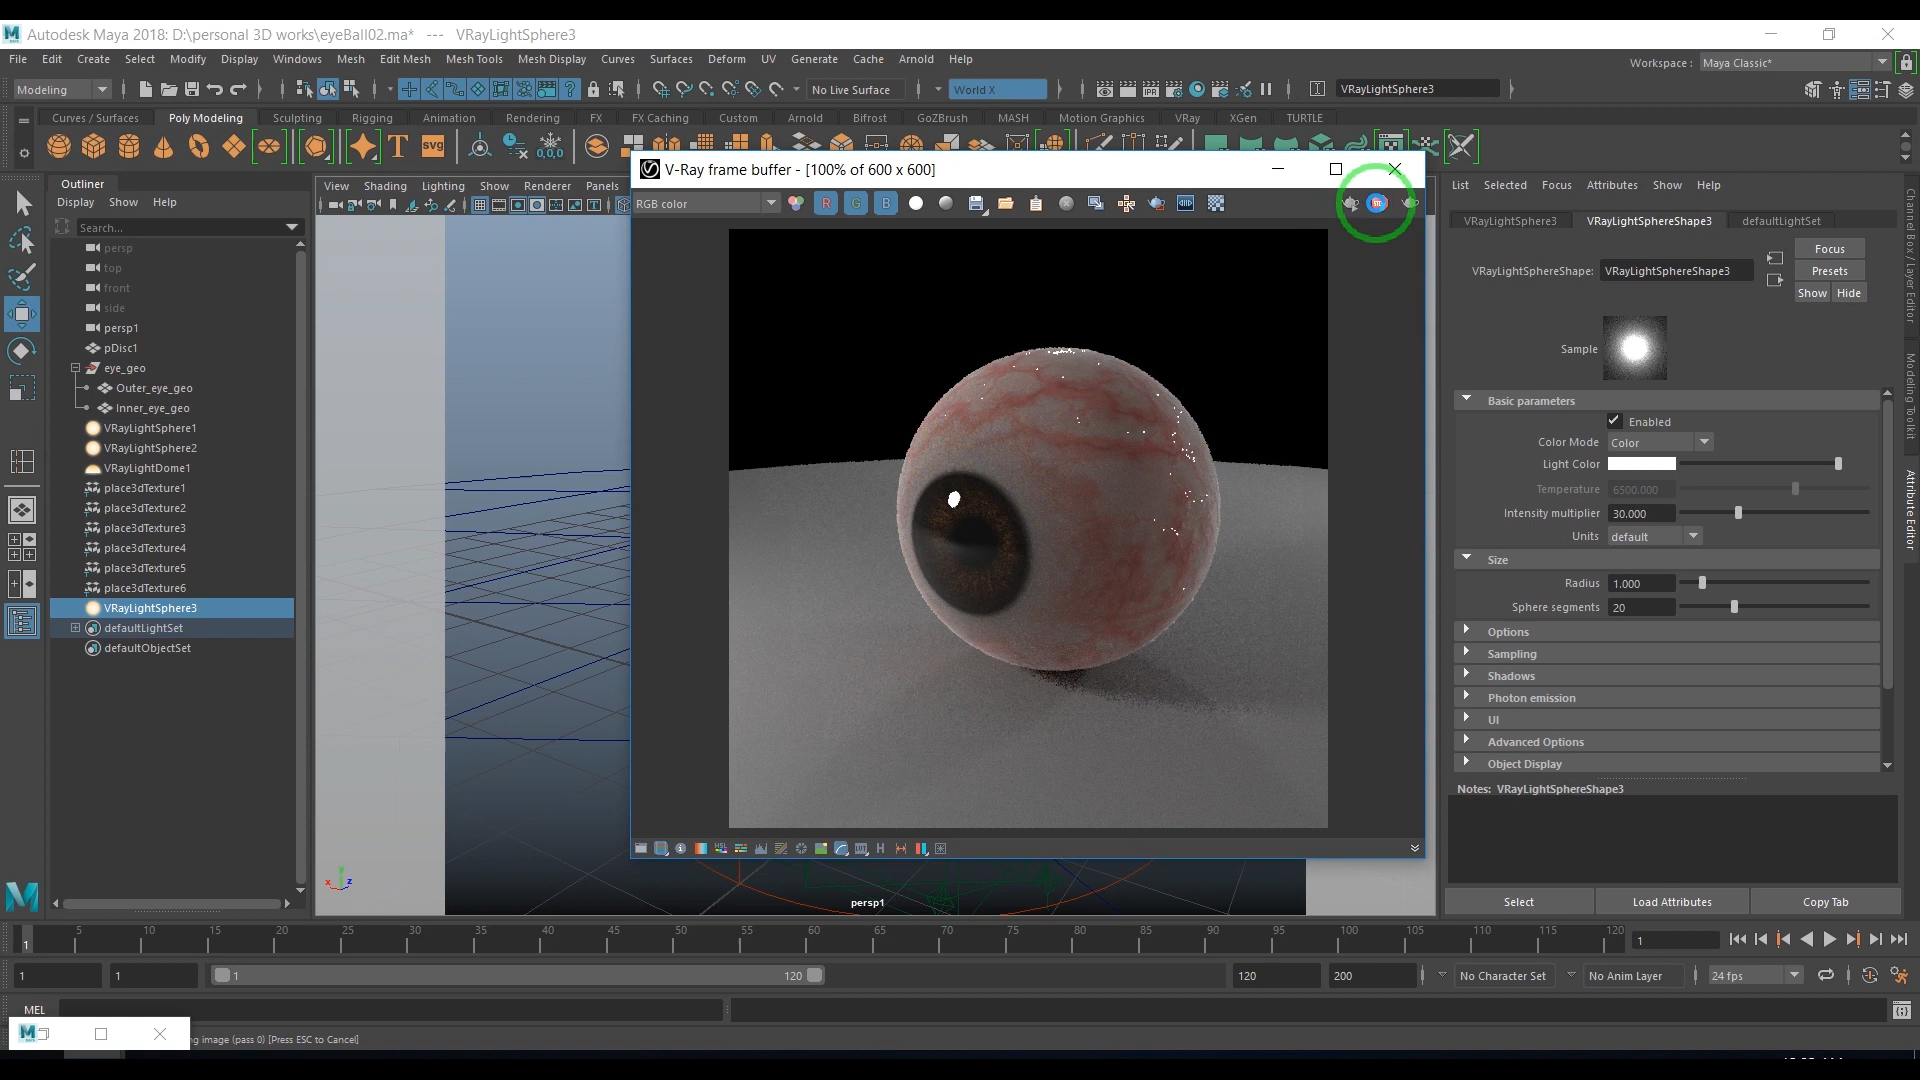 Autodesk Maya 2018: D:\personal 3D works\eyeBall02.ma* --- VRayLightSphere3
File Edit Create Select Modify Display Windows Mesh Edit Mesh Mesh Tools Mesh Display Curves Surfaces Deform UV Generate Cache Arnold Help
Workspace : Maya Classic*
Modeling
No Live Surface
World X
VRayLightSphere3
Curves / Surfaces Poly Modeling Sculpting Rigging Animation Rendering FX FX Caching Custom Arnold Bifrost GoZBrush MASH Motion Graphics VRay XGen TURTLE
Outliner
Display Show Help
Search...
persp
top
front
side
persp1
pDisc1
eye_geo
Outer_eye_geo
Inner_eye_geo
VRayLightSphere1
VRayLightSphere2
VRayLightDome1
place3dTexture1
place3dTexture2
place3dTexture3
place3dTexture4
place3dTexture5
place3dTexture6
VRayLightSphere3
defaultLightSet
defaultObjectSet
View Shading Lighting Show Renderer Panels
V-Ray frame buffer - [100% of 600 x 600]
RGB color
R G B
persp1
List Selected Focus Attributes Show Help
VRayLightSphere3 VRayLightSphereShape3 defaultLightSet
VRayLightSphereShape: VRayLightSphereShape3
Focus
Presets
Show Hide
Sample
Basic parameters
Enabled
Color Mode Color
Light Color
Temperature 6500.000
Intensity multiplier 30.000
Units default
Size
Radius 1.000
Sphere segments 20
Options
Sampling
Shadows
Photon emission
UI
Advanced Options
Object Display
Notes: VRayLightSphereShape3
Select Load Attributes Copy Tab
Channel Box / Layer Editor
Modeling Toolkit
Attribute Editor
1 5 10 15 20 25 30 35 40 45 50 55 60 65 70 75 80 85 90 95 100 105 110 115 120 1
1 1 1 120 120 200 No Character Set No Anim Layer 24 fps
MEL
ng image (pass 0) [Press ESC to Cancel]